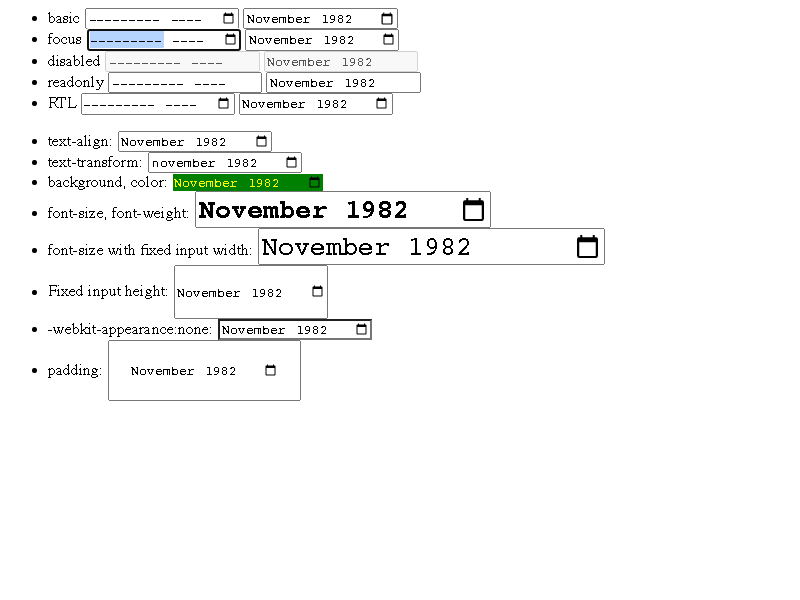 basic --------- ---- November 1982
focus --------- ---- November 1982
disabled --------- ---- November 1982
readonly --------- ---- November 1982
RTL --------- ---- November 1982
text-align: November 1982
text-transform: november 1982
background, color: November 1982
font-size, font-weight: November 1982
font-size with fixed input width: November 1982
Fixed input height: November 1982
-webkit-appearance:none: November 1982
padding: November 1982